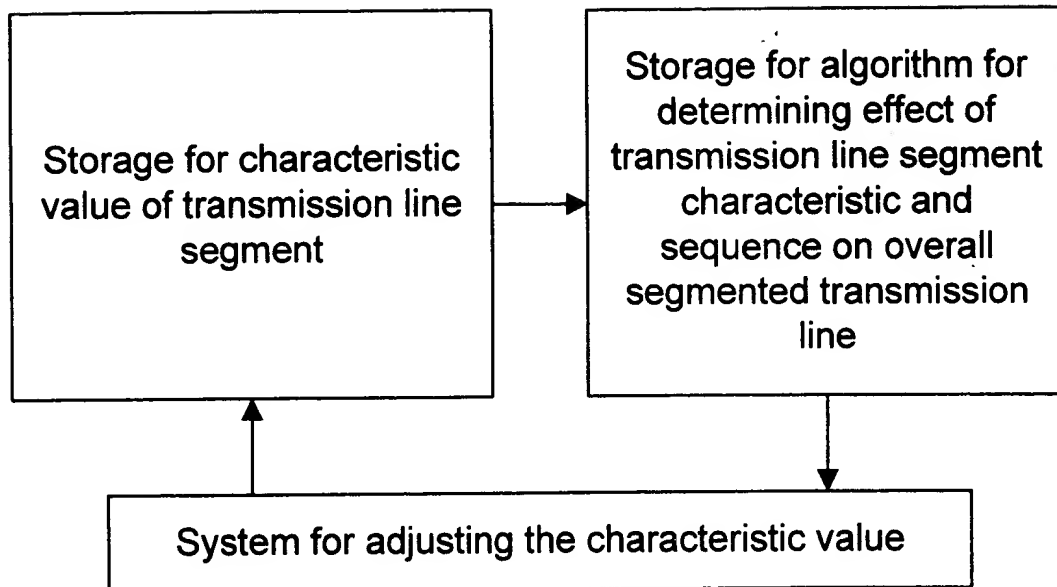 Storage for characteristic
value of transmission line
segment
Storage for algorithm for
determining effect of
transmission line segment
characteristic and
sequence on overall
segmented transmission
line
System for adjusting the characteristic value